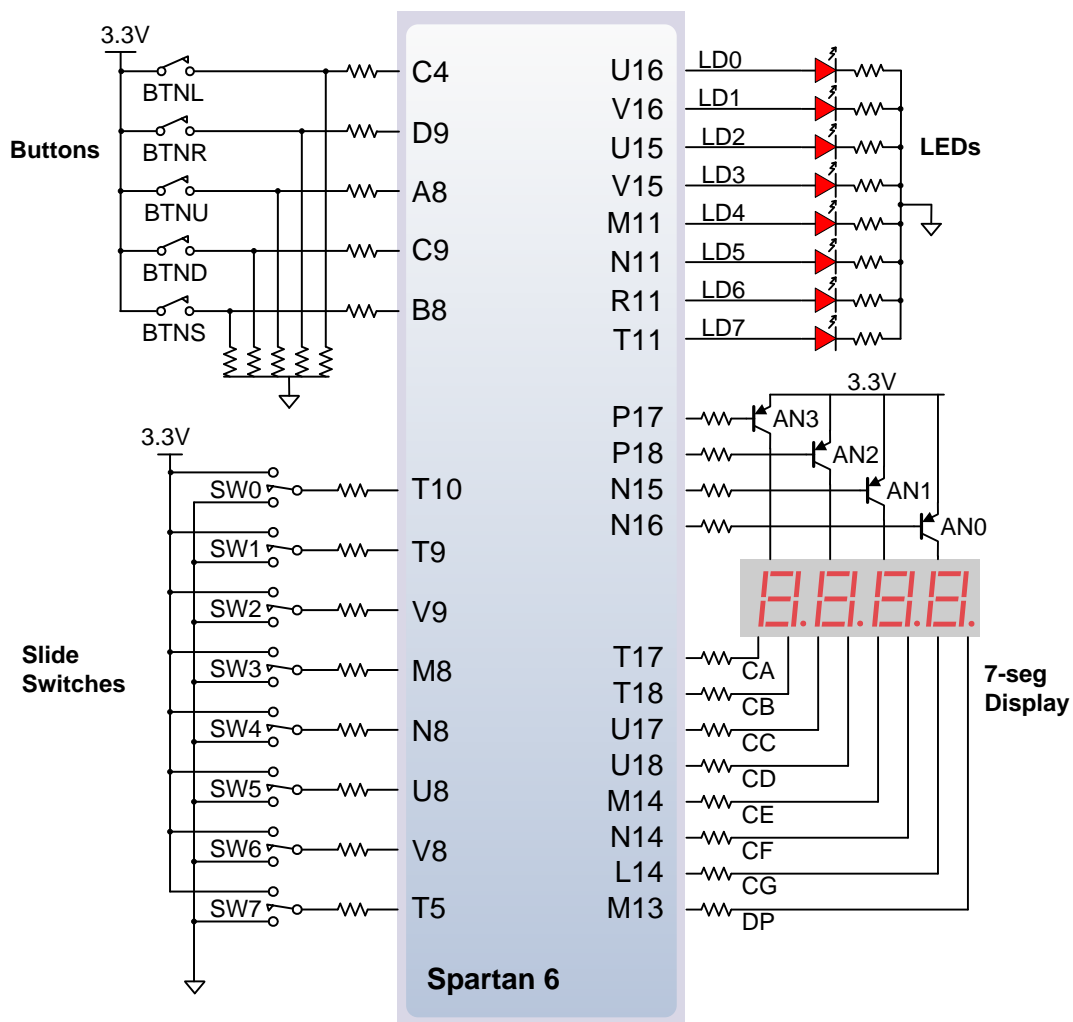 3.3V
BTNL
BTNR
BTNU
BTND
BTNS
Buttons
C4
D9
A8
C9
B8
3.3V
SW0
SW1
SW2
SW3
SW4
SW5
SW6
SW7
Slide
Switches
T10
T9
V9
M8
N8
U8
V8
T5
Spartan 6
U16
V16
U15
V15
M11
N11
R11
T11
LD0
LD1
LD2
LD3
LD4
LD5
LD6
LD7
LEDs
P17
P18
N15
N16
3.3V
AN3
AN2
AN1
AN0
8.8.8.8.
T17
T18
U17
U18
M14
N14
L14
M13
CA
CB
CC
CD
CE
CF
CG
DP
7-seg
Display